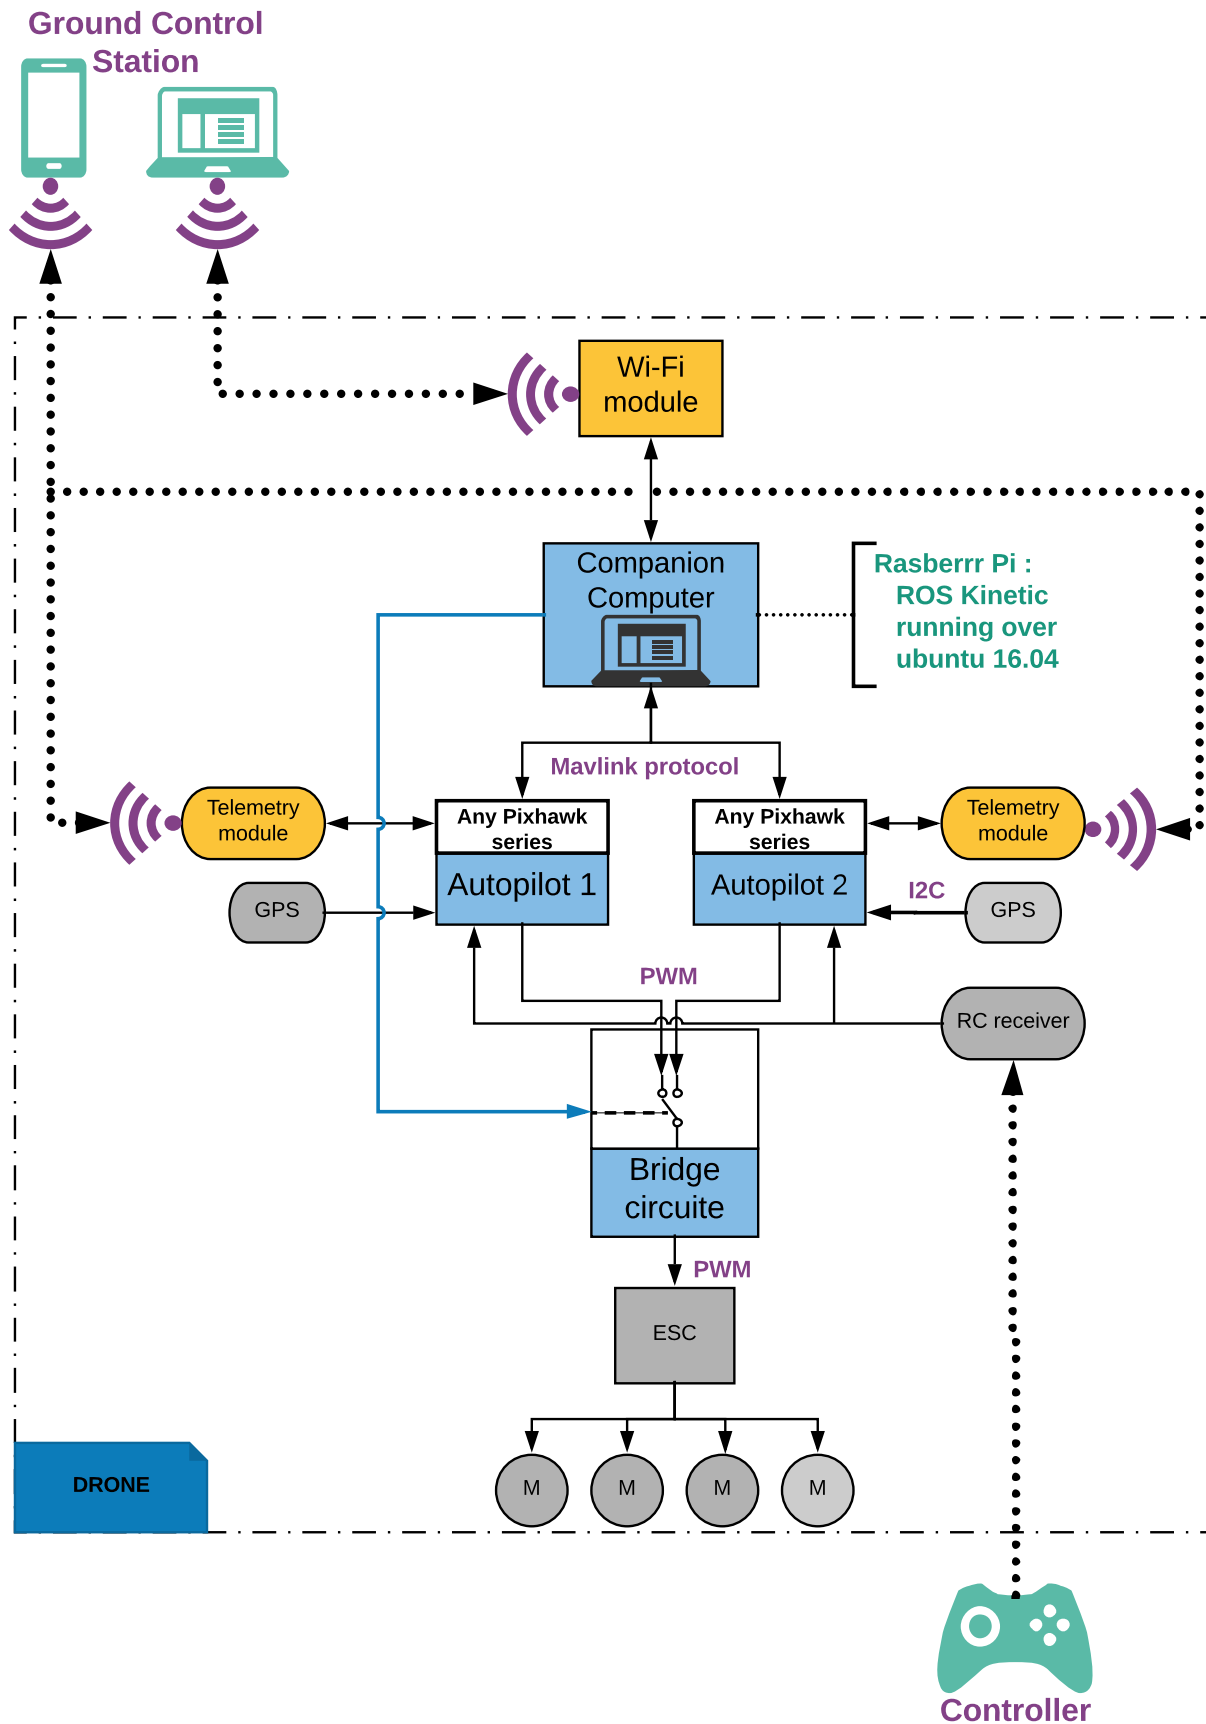 Ground Control
Station
Wi-Fi
module
Companion
Computer
Rasberrr Pi :
ROS Kinetic
running over
ubuntu 16.04
Mavlink protocol
Telemetry
module
Any Pixhawk
series
Any Pixhawk
series
Telemetry
module
Autopilot 1
Autopilot 2
I2C
GPS
GPS
PWM
RC receiver
Bridge
circuite
PWM
ESC
DRONE
M
M
M
M
Controller